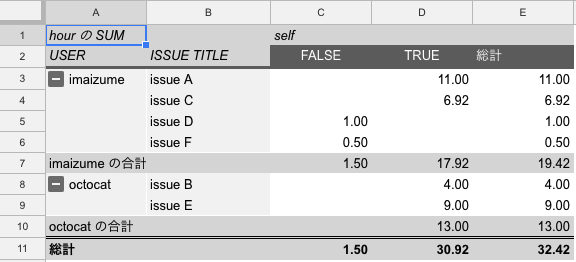 A B C D E
1 hour の SUM self
2 USER ISSUE TITLE FALSE TRUE 総計
3 imaizume issue A 11.00 11.00
4 issue C 6.92 6.92
5 issue D 1.00 1.00
6 issue F 0.50 0.50
7 imaizume の合計 1.50 17.92 19.42
8 octocat issue B 4.00 4.00
9 issue E 9.00 9.00
10 octocat の合計 13.00 13.00
11 総計 1.50 30.92 32.42